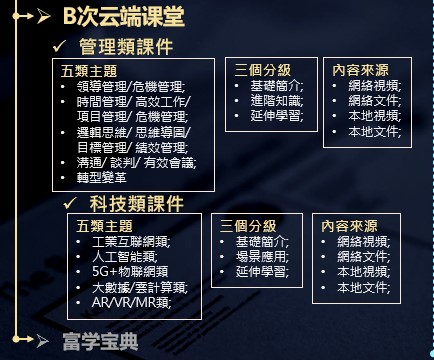 B次云端课堂
✓ 管理類課件
五類主題
• 領導管理/危機管理;
• 時間管理/高效工作/
項目管理/危機管理;
• 邏輯思維/思維導圖/
目標管理/績效管理;
• 溝通/談判/有效會議;
• 轉型變革
三個分級
• 基礎簡介;
• 進階知識;
• 延伸學習;
內容來源
• 網絡視頻;
• 網絡文件;
• 本地視頻;
• 本地文件;
✓ 科技類課件
五類主題
• 工業互聯網類;
• 人工智能類;
• 5G+物聯網類
• 大數據/雲計算類;
• AR/VR/MR類;
三個分級
• 基礎簡介;
• 場景應用;
• 延伸學習;
內容來源
• 網絡視頻;
• 網絡文件;
• 本地視頻;
• 本地文件;
富学宝典